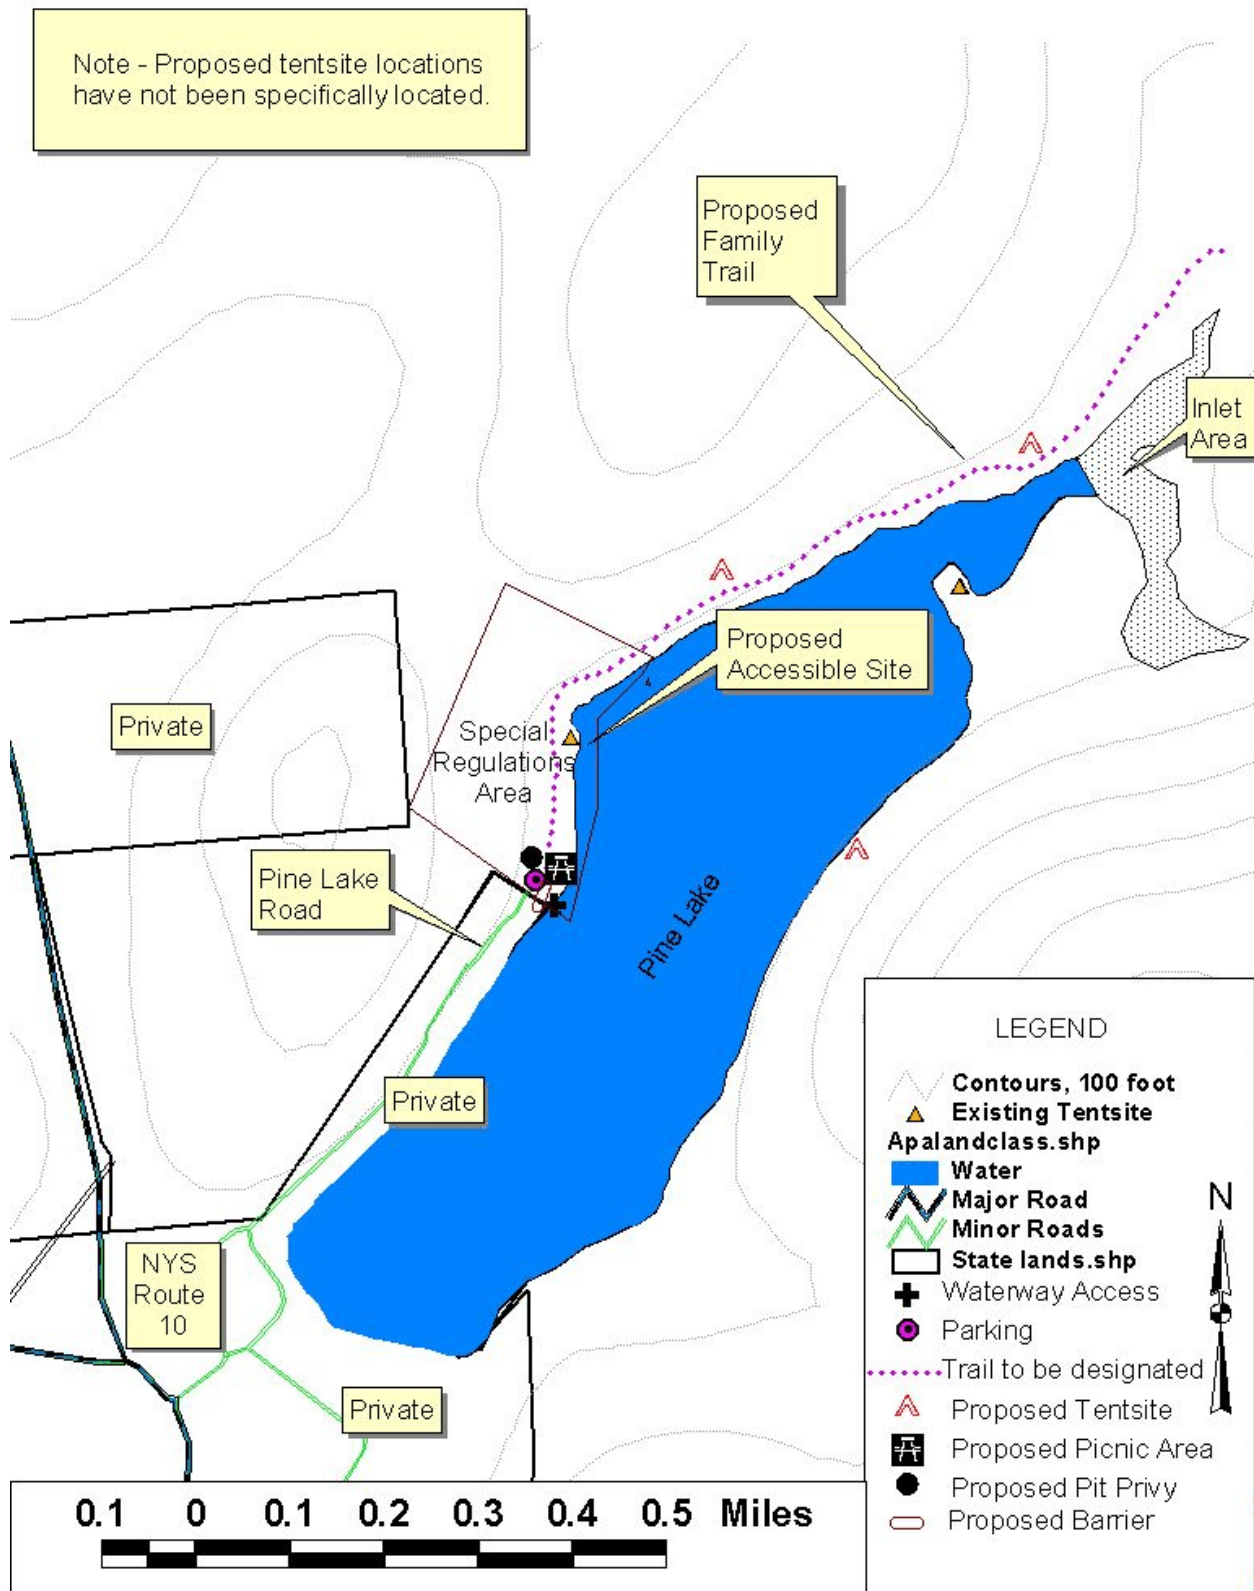 Note - Proposed tentsite locations
have not been specifically located.
Proposed
Family
Trail
Inlet
Area
Proposed
Accessible Site
Private
Special
Regulations
Area
Pine Lake
Road
Pine Lake
Private
NYS
Route
10
Private
LEGEND
Contours, 100 foot
Existing Tentsite
Apalandclass.shp
Water
Major Road
Minor Roads
State lands.shp
Waterway Access
Parking
Trail to be designated
Proposed Tentsite
Proposed Picnic Area
Proposed Pit Privy
Proposed Barrier
N
0.1 0 0.1 0.2 0.3 0.4 0.5 Miles